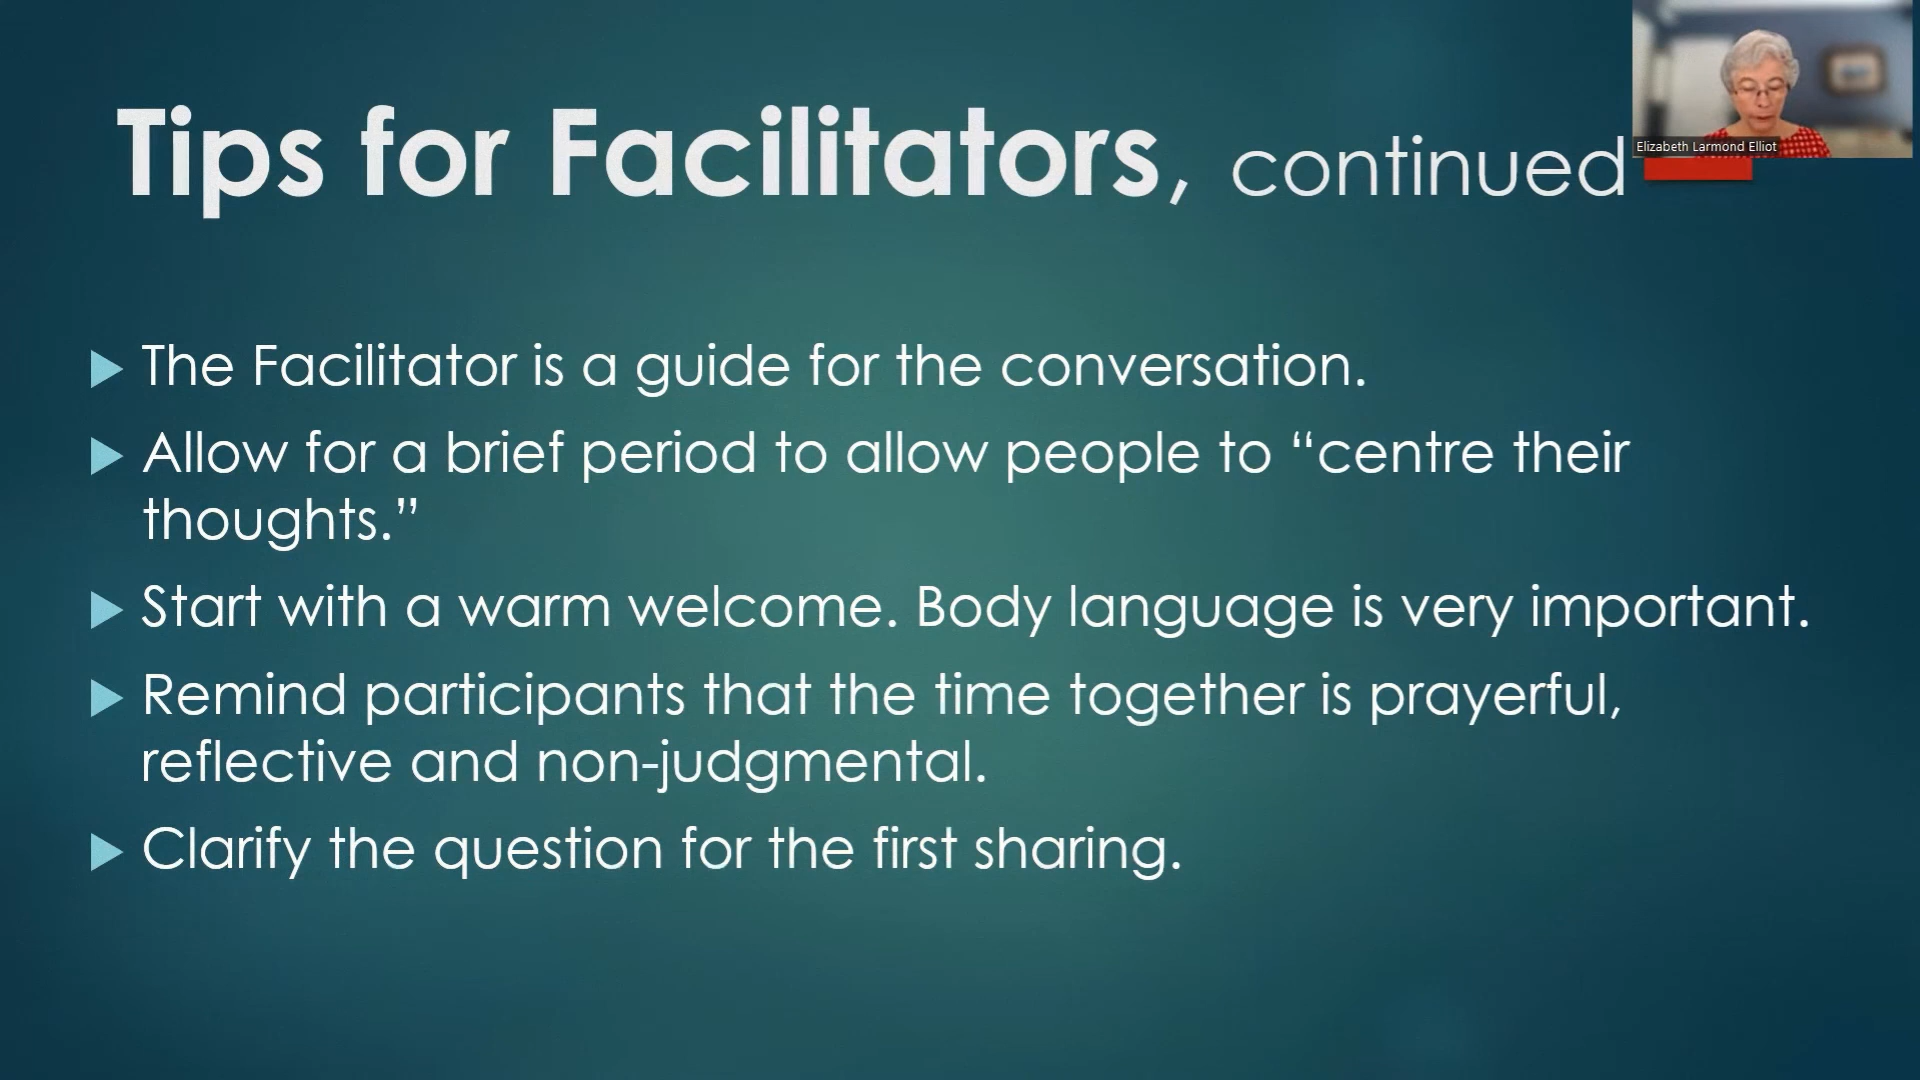 Tips for Facilitators, continued
Elizabeth Larmond Elliot
The Facilitator is a guide for the conversation.
Allow for a brief period to allow people to “centre their
thoughts.”
Start with a warm welcome. Body language is very important.
Remind participants that the time together is prayerful,
reflective and non-judgmental.
Clarify the question for the first sharing.